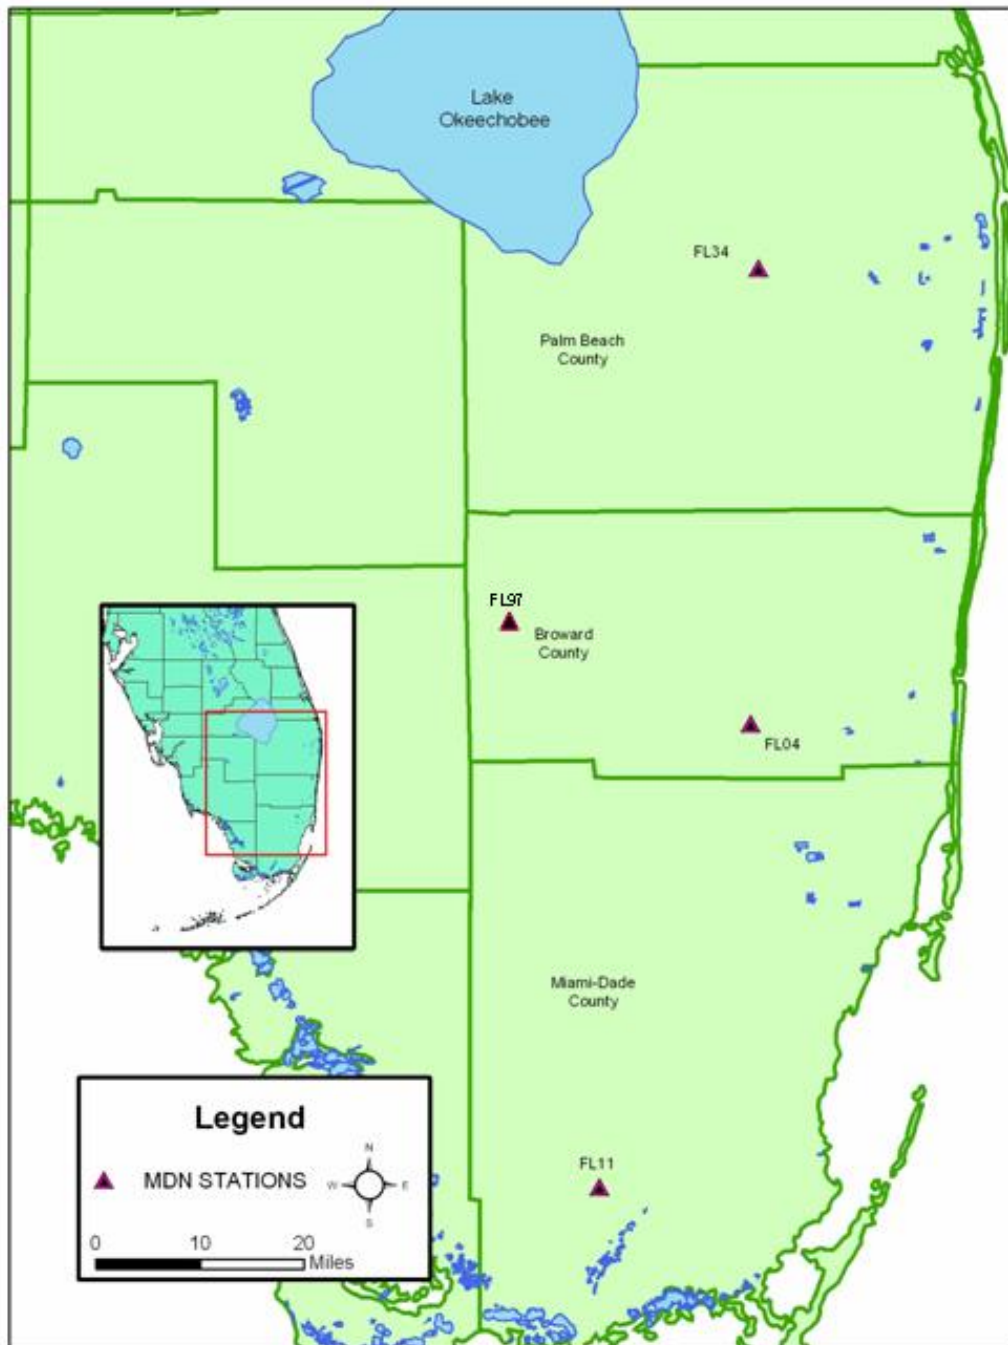 Lake
Okeechobee
FL34
Palm Beach
County
FL97
Broward
County
FL04
Miami-Dade
County
FL11
Legend
MDN STATIONS
N
W
E
S
0 10 20
Miles